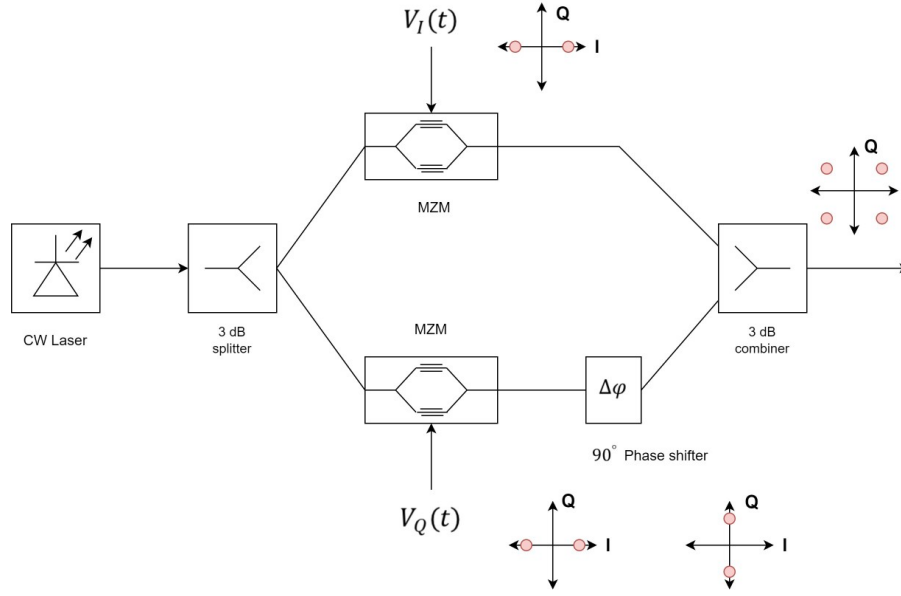 V_I(t)
Q
I
MZM
Q
CW Laser
3 dB
splitter
MZM
3 dB
combiner
Δφ
90° Phase shifter
V_Q(t)
Q
I
Q
I